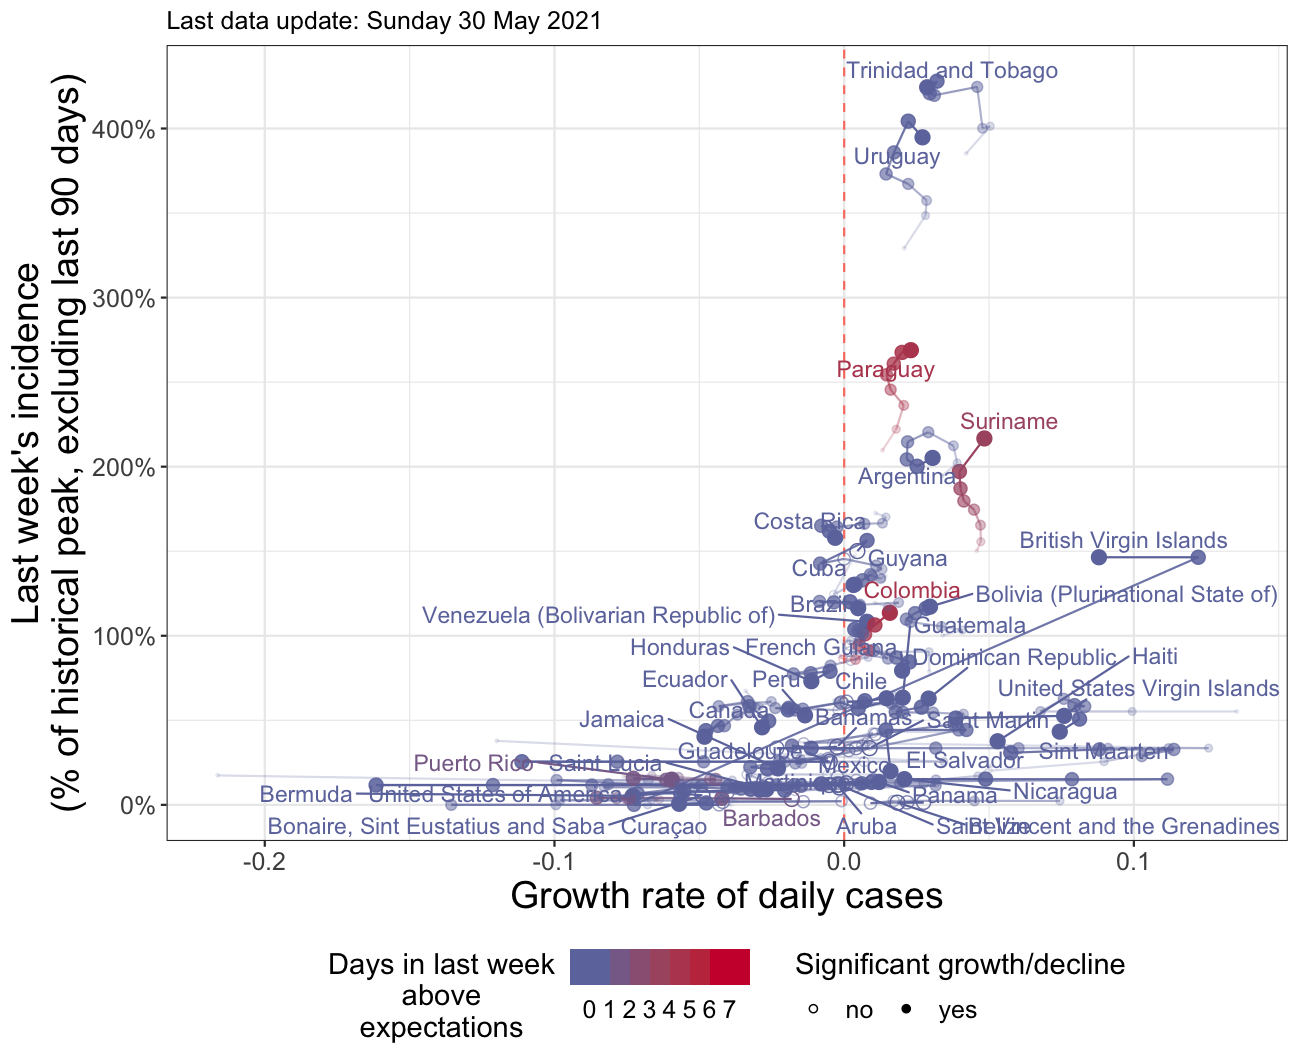 Last data update: Sunday 30 May 2021
Last week's incidence
(% of historical peak, excluding last 90 days)
400%
300%
200%
100%
0%
Trinidad and Tobago
Uruguay
Paraguay
Suriname
Argentina
Costa Rica
British Virgin Islands
Guyana
Cuba
Colombia
Bolivia (Plurinational State of)
Brazil
Venezuela (Bolivarian Republic of)
Guatemala
Honduras
French Guiana
Dominican Republic
Haiti
Ecuador
Peru
Chile
United States Virgin Islands
Canada
Jamaica
Bahamas
Saint Martin
Guadeloupe
Sint Maarten
Puerto Rico
Saint Lucia
Mexico
El Salvador
Bermuda
United States of America
Martinique
Panama
Nicaragua
Barbados
Bonaire, Sint Eustatius and Saba
Curaçao
Aruba
Saint Vincent and the Grenadines
Belize
-0.2
-0.1
0.0
0.1
Growth rate of daily cases
Days in last week
above
expectations
0 1 2 3 4 5 6 7
Significant growth/decline
no
yes